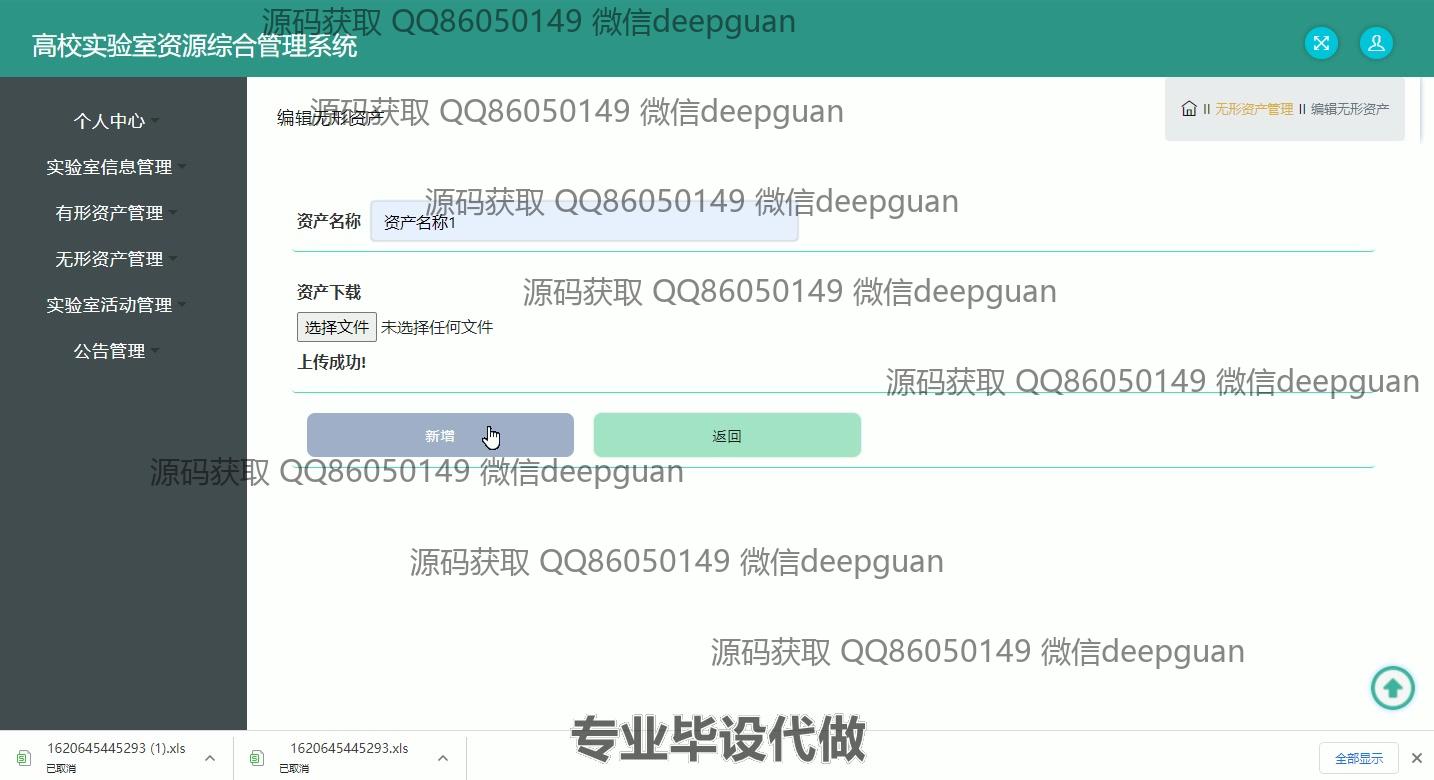 源码获取 QQ86050149 微信deepguan
高校实验室资源综合管理系统
个人中心
实验室信息管理
有形资产管理
无形资产管理
实验室活动管理
公告管理
源码获取 QQ86050149 微信deepguan
编辑无形资产
无形资产管理
编辑无形资产
源码获取 QQ86050149 微信deepguan
资产名称
资产名称1
源码获取 QQ86050149 微信deepguan
资产下载
选择文件 未选择任何文件
上传成功!
源码获取 QQ86050149 微信deepguan
新增
返回
源码获取 QQ86050149 微信deepguan
源码获取 QQ86050149 微信deepguan
源码获取 QQ86050149 微信deepguan
专业毕设代做
1620645445293 (1).xls
已取消
1620645445293.xls
已取消
全部显示